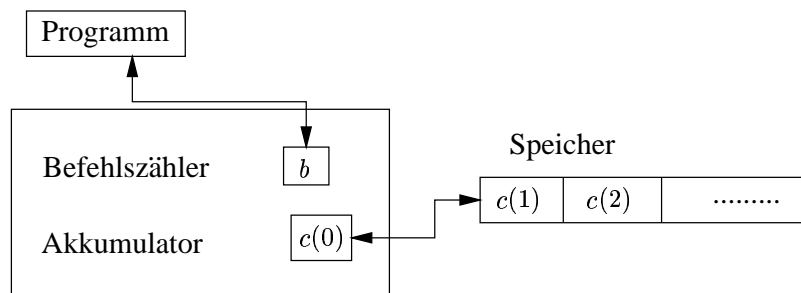 Programm
Befehlszähler b
Speicher
c(1) c(2) .........
Akkumulator c(0)